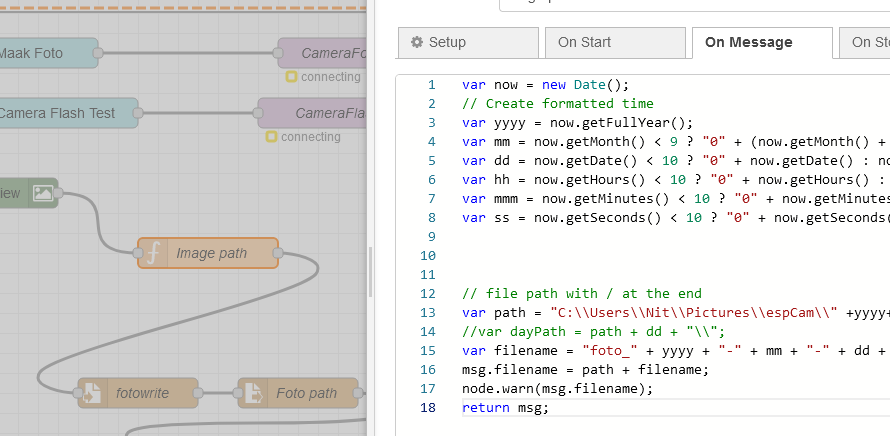 Maak Foto
CameraFo
connecting
Camera Flash Test
CameraFla
connecting
iew
Image path
fotowrite
Foto path
Setup
On Start
On Message
On Sto
1 var now = new Date();
2 // Create formatted time
3 var yyyy = now.getFullYear();
4 var mm = now.getMonth() < 9 ? "0" + (now.getMonth() +
5 var dd = now.getDate() < 10 ? "0" + now.getDate() : no
6 var hh = now.getHours() < 10 ? "0" + now.getHours() :
7 var mmm = now.getMinutes() < 10 ? "0" + now.getMinutes
8 var ss = now.getSeconds() < 10 ? "0" + now.getSeconds(
9
10
11
12 // file path with / at the end
13 var path = "C:\\Users\\Nit\\Pictures\\espCam\\" +yyyy+
14 //var dayPath = path + dd + "\\";
15 var filename = "foto_" + yyyy + "-" + mm + "-" + dd +
16 msg.filename = path + filename;
17 node.warn(msg.filename);
18 return msg;